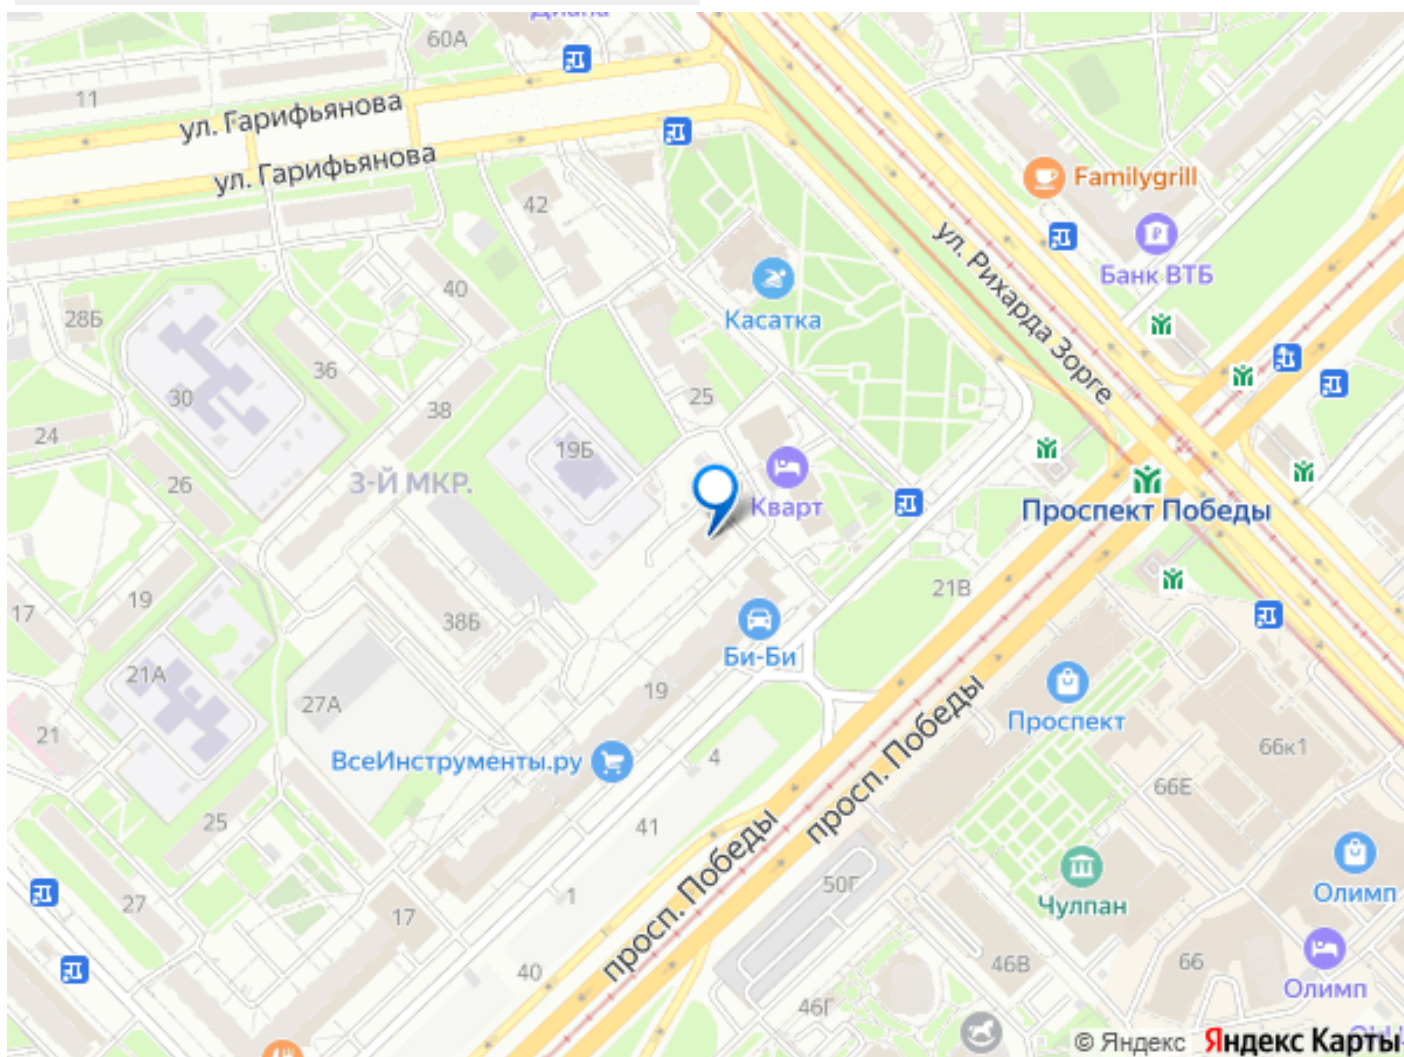 Диана
60А
11
ул. Гарифьянова
ул. Гарифьянова
42
Familygrill
ул. Рихарда Зорге
Банк ВТБ
40
28Б
Касатка
36
30
38
25
24
19Б
26
3-Й МКР.
Кварт
Проспект Победы
21В
17
19
38Б
Би-Би
21А
19
27А
21
Проспект
просп. Победы
66к1
ВсеИнструменты.ру
4
66Е
25
41
просп. Победы
50Г
Олимп
1
Чулпан
27
17
40
46В
66
Олимп
46Г
© Яндекс Яндекс Карты